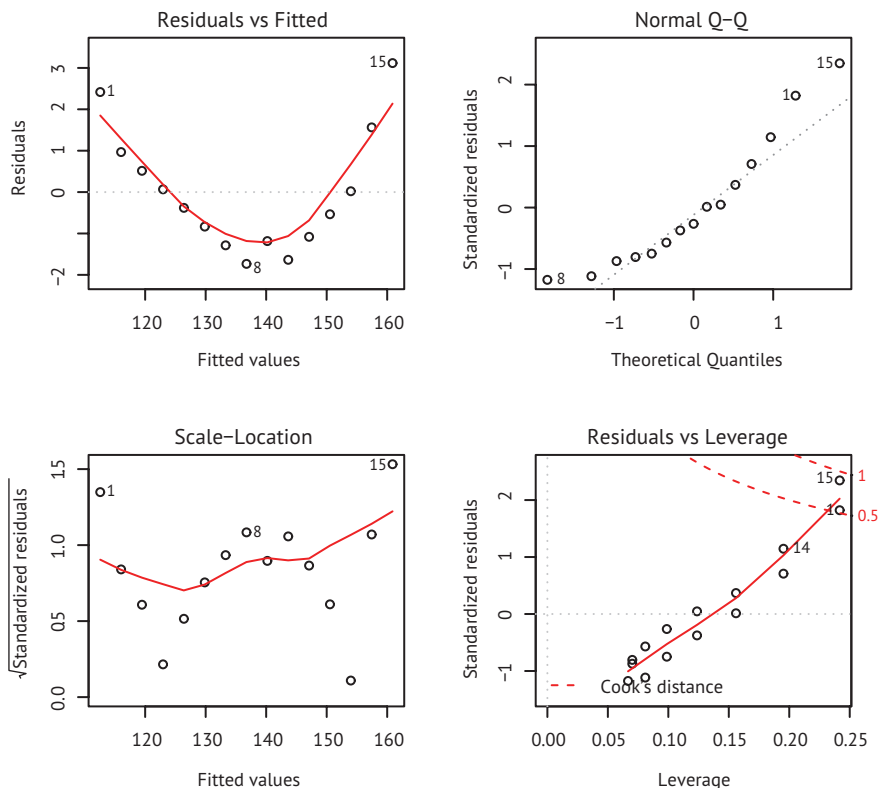 Residuals vs Fitted
Residuals
3
2
1
0
−2
1
8
15
120 130 140 150 160
Fitted values
Normal Q−Q
Standardized residuals
2
1
0
−1
8
1
15
−1 0 1
Theoretical Quantiles
Scale−Location
√Standardized residuals
1.5
1.0
0.5
0.0
1
8
15
120 130 140 150 160
Fitted values
Residuals vs Leverage
Standardized residuals
2
1
0
−1
15
1
14
1
0.5
Cook's distance
0.00 0.05 0.10 0.15 0.20 0.25
Leverage